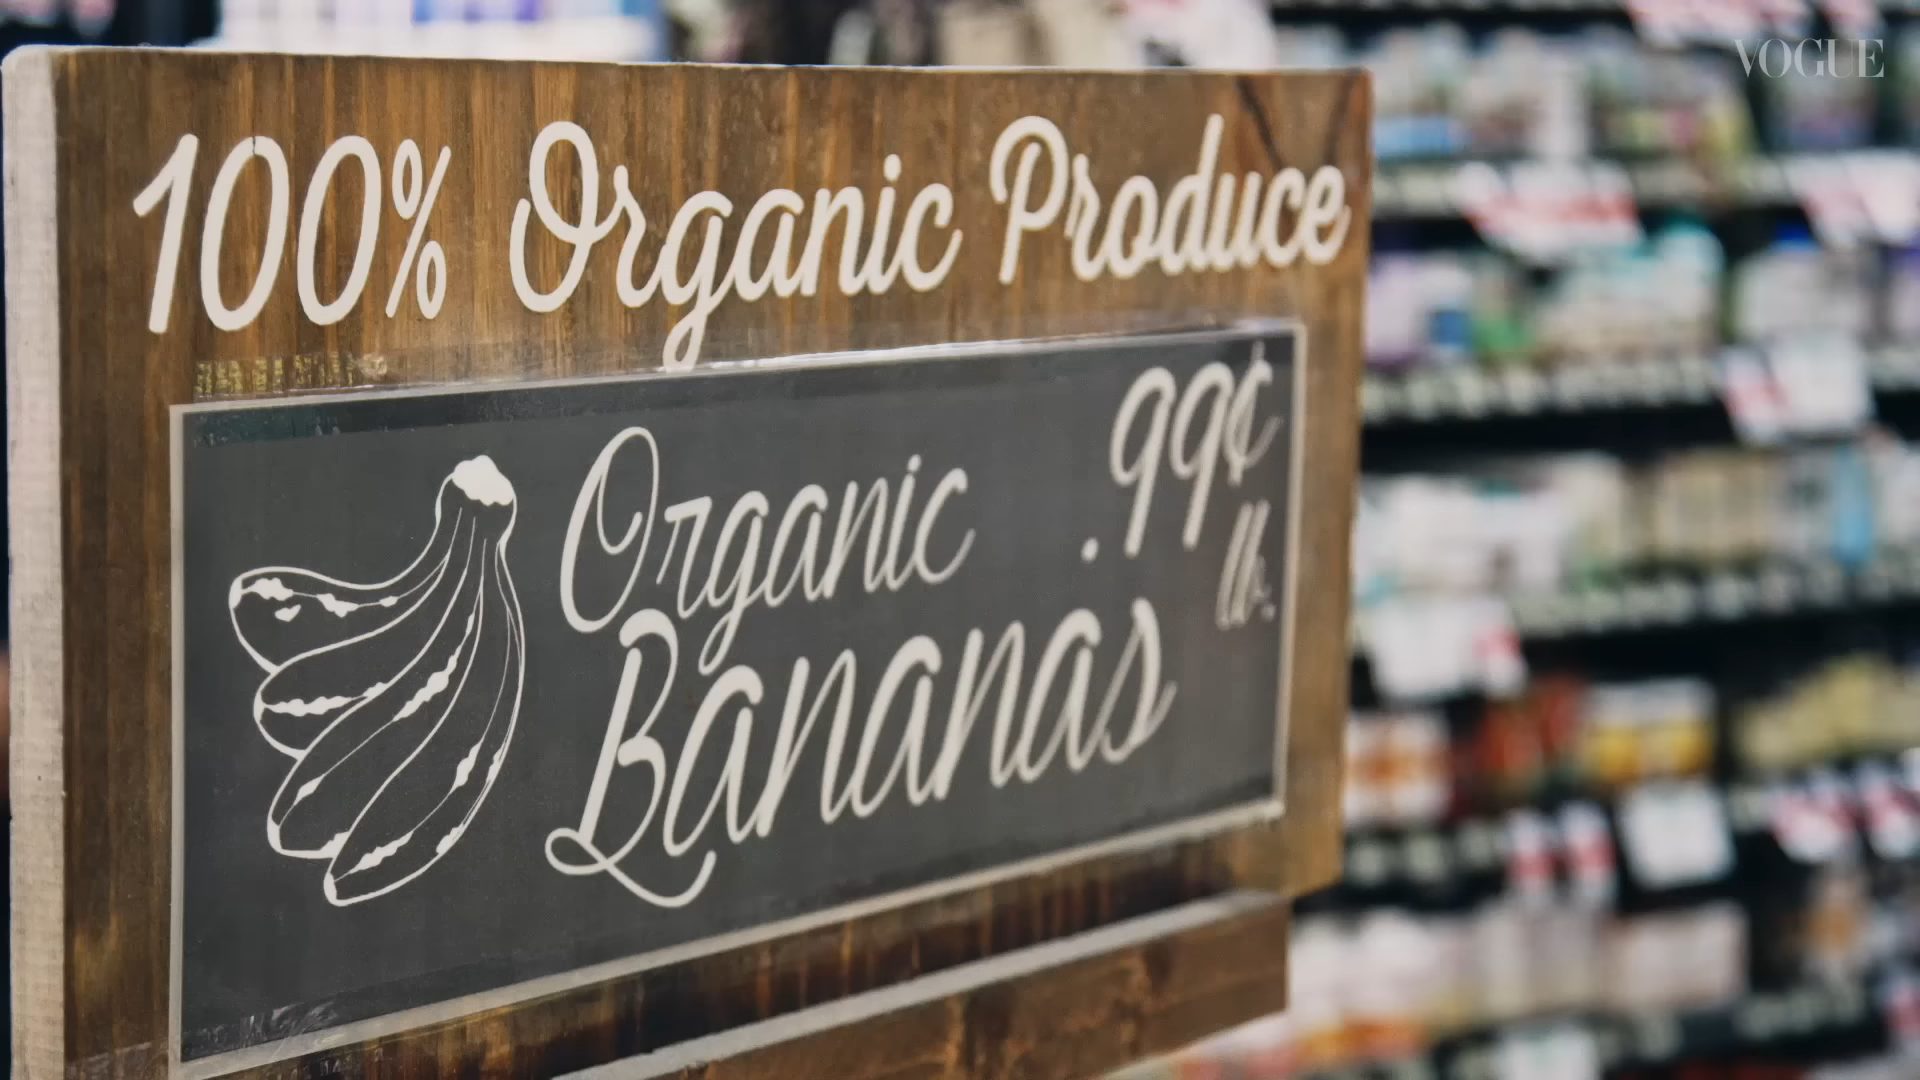 VOGUE
100% Organic Produce
Organic
Bananas
.99¢
lb.